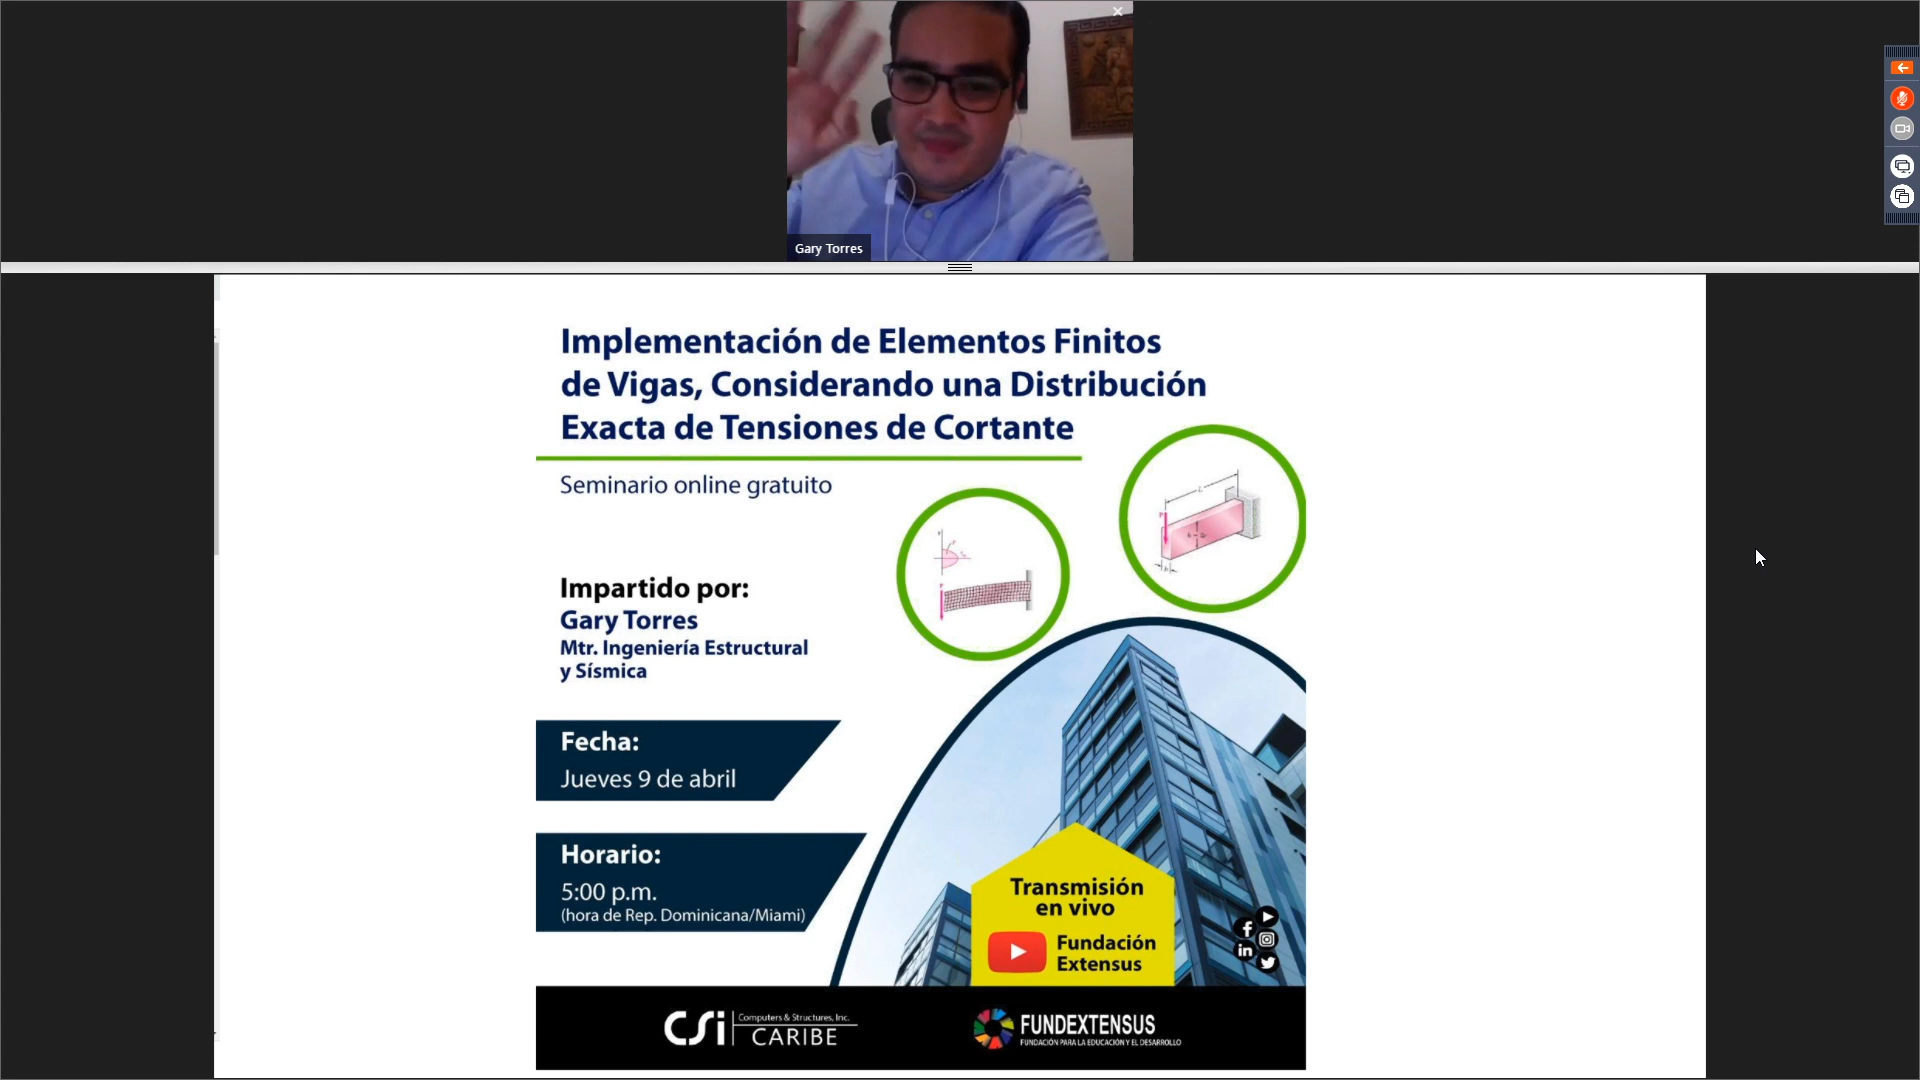 Gary Torres
Implementación de Elementos Finitos
de Vigas, Considerando una Distribución
Exacta de Tensiones de Cortante
Seminario online gratuito
Impartido por:
Gary Torres
Mtr. Ingeniería Estructural
y Sísmica
Fecha:
Jueves 9 de abril
Horario:
5:00 p.m.
(hora de Rep. Dominicana/Miami)
Transmisión
en vivo
Fundación
Extensus
CSi
Computers & Structures, Inc.
CARIBE
FUNDEXTENSUS
FUNDACIÓN PARA LA EDUCACIÓN Y EL DESARROLLO